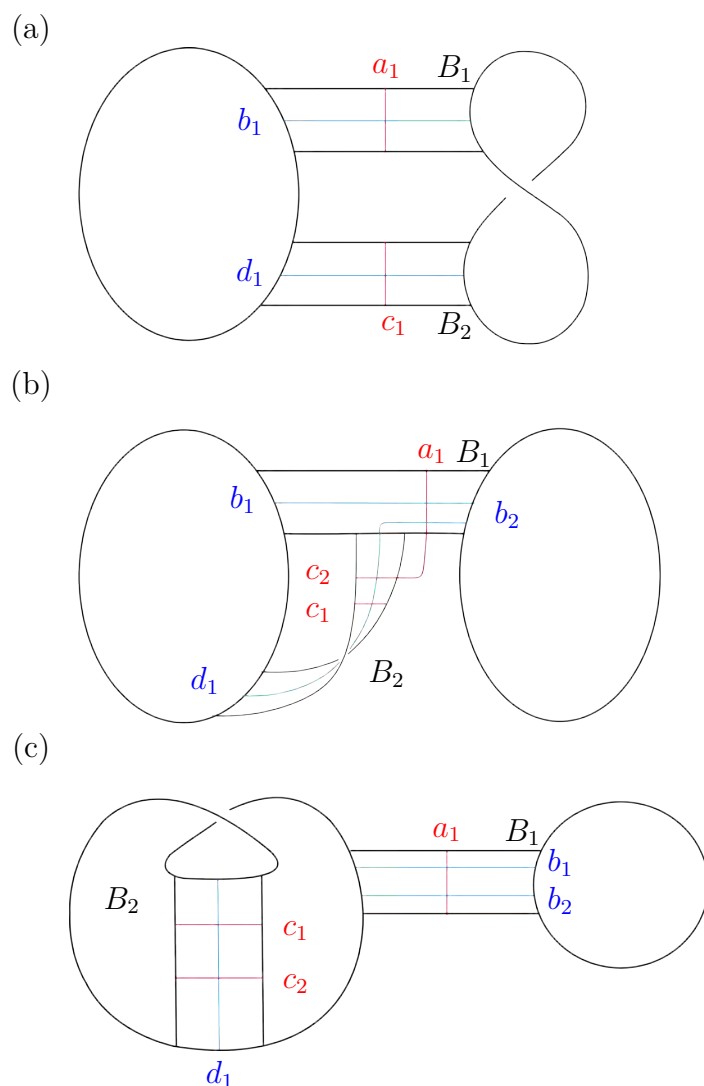 (a)
a₁ B₁
b₁
d₁
c₁ B₂
(b)
a₁ B₁
b₁ b₂
c₂
c₁
d₁ B₂
(c)
a₁ B₁
b₁
B₂ c₁ b₂
c₂
d₁